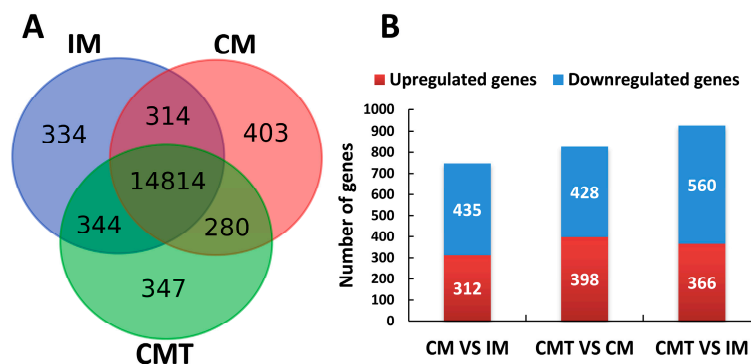 A
IM
CM
334
314
403
14814
344
280
347
CMT
B
Upregulated genes
Downregulated genes
Number of genes
1000
900
800
700
600
500
400
300
200
100
0
435
312
428
398
560
366
CM VS IM
CMT VS CM
CMT VS IM